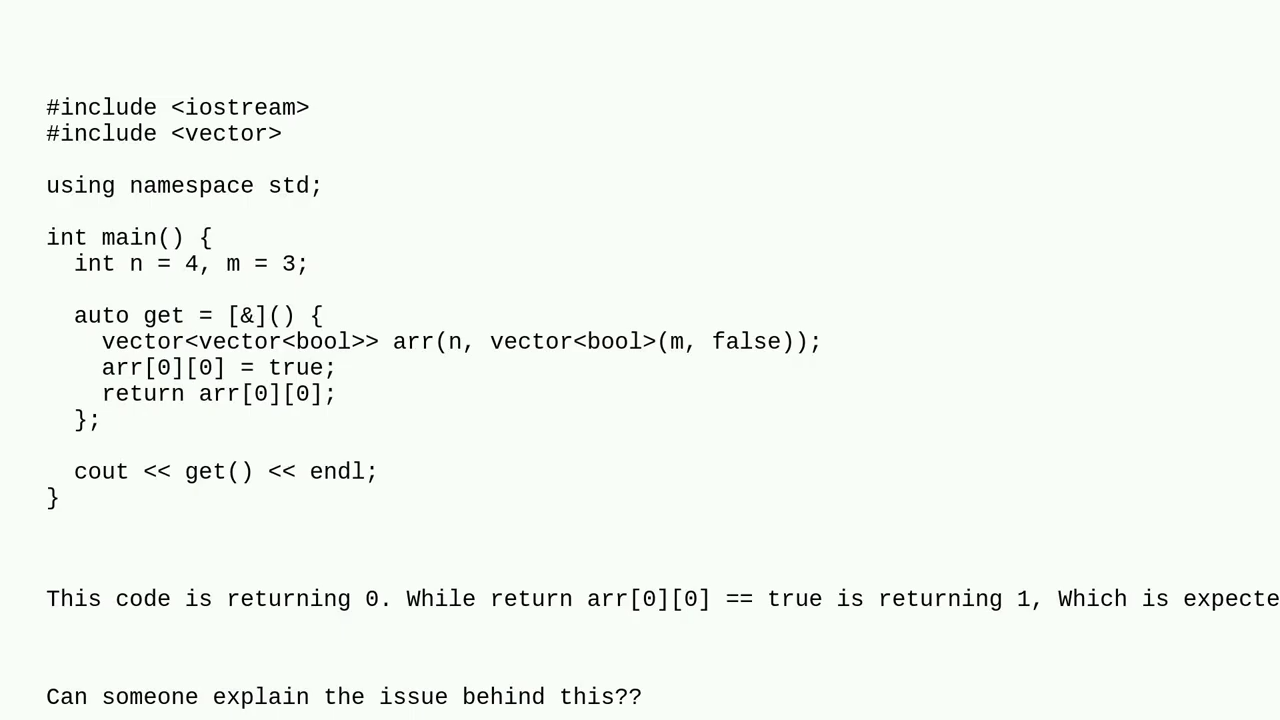 #include <iostream>
#include <vector>
using namespace std;
int main() {
  int n = 4, m = 3;
  auto get = [&]() {
    vector<vector<bool>> arr(n, vector<bool>(m, false));
    arr[0][0] = true;
    return arr[0][0];
  };
  cout << get() << endl;
}
This code is returning 0. While return arr[0][0] == true is returning 1, Which is expecte
Can someone explain the issue behind this??